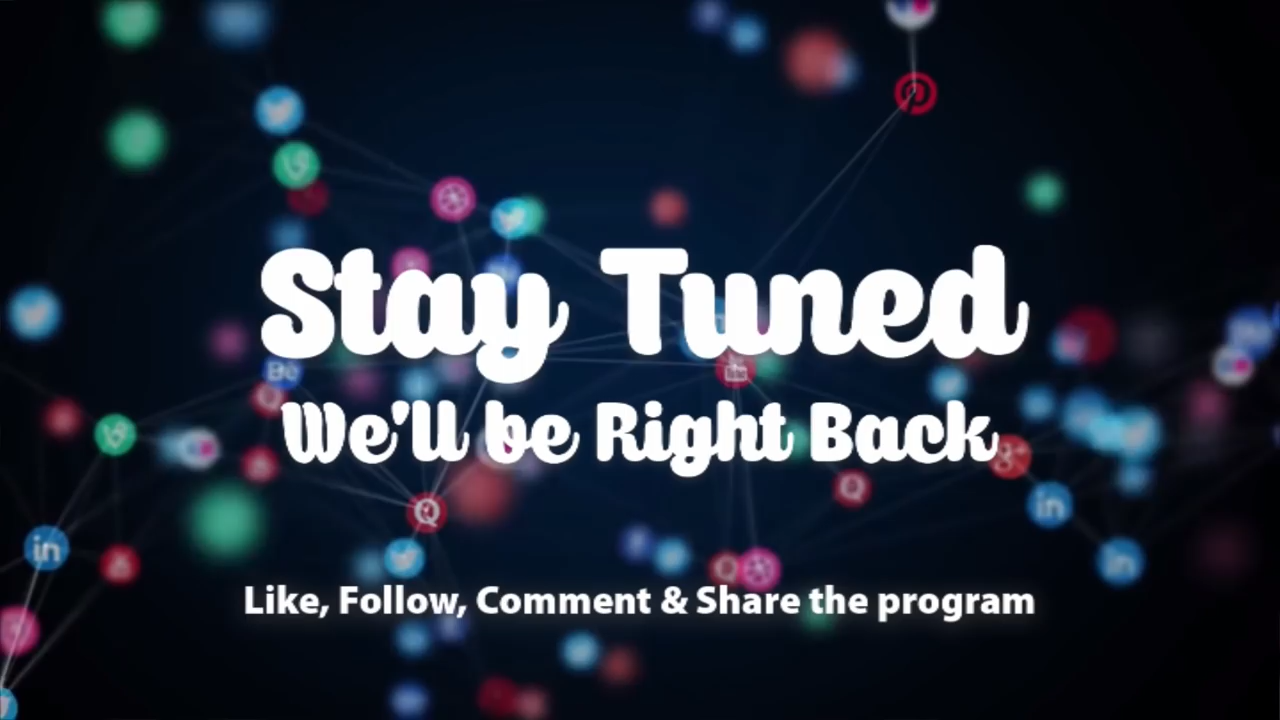 Stay Tuned
We'll be Right Back
Like, Follow, Comment & Share the program